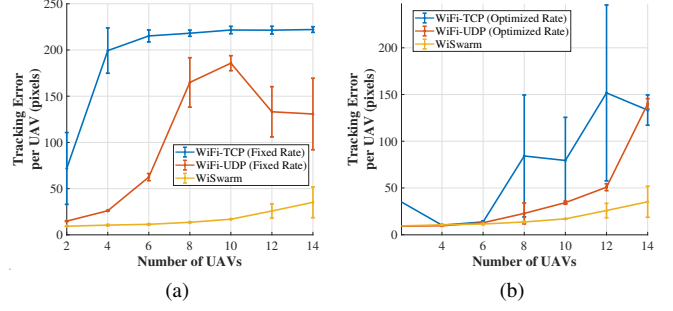 250
200
150
100
50
0
Tracking Error
per UAV (pixels)
WiFi-TCP (Fixed Rate)
WiFi-UDP (Fixed Rate)
WiSwarm
2 4 6 8 10 12 14
Number of UAVs
(a)
200
150
100
50
0
Tracking Error
per UAV (pixels)
WiFi-TCP (Optimized Rate)
WiFi-UDP (Optimized Rate)
WiSwarm
4 6 8 10 12 14
Number of UAVs
(b)